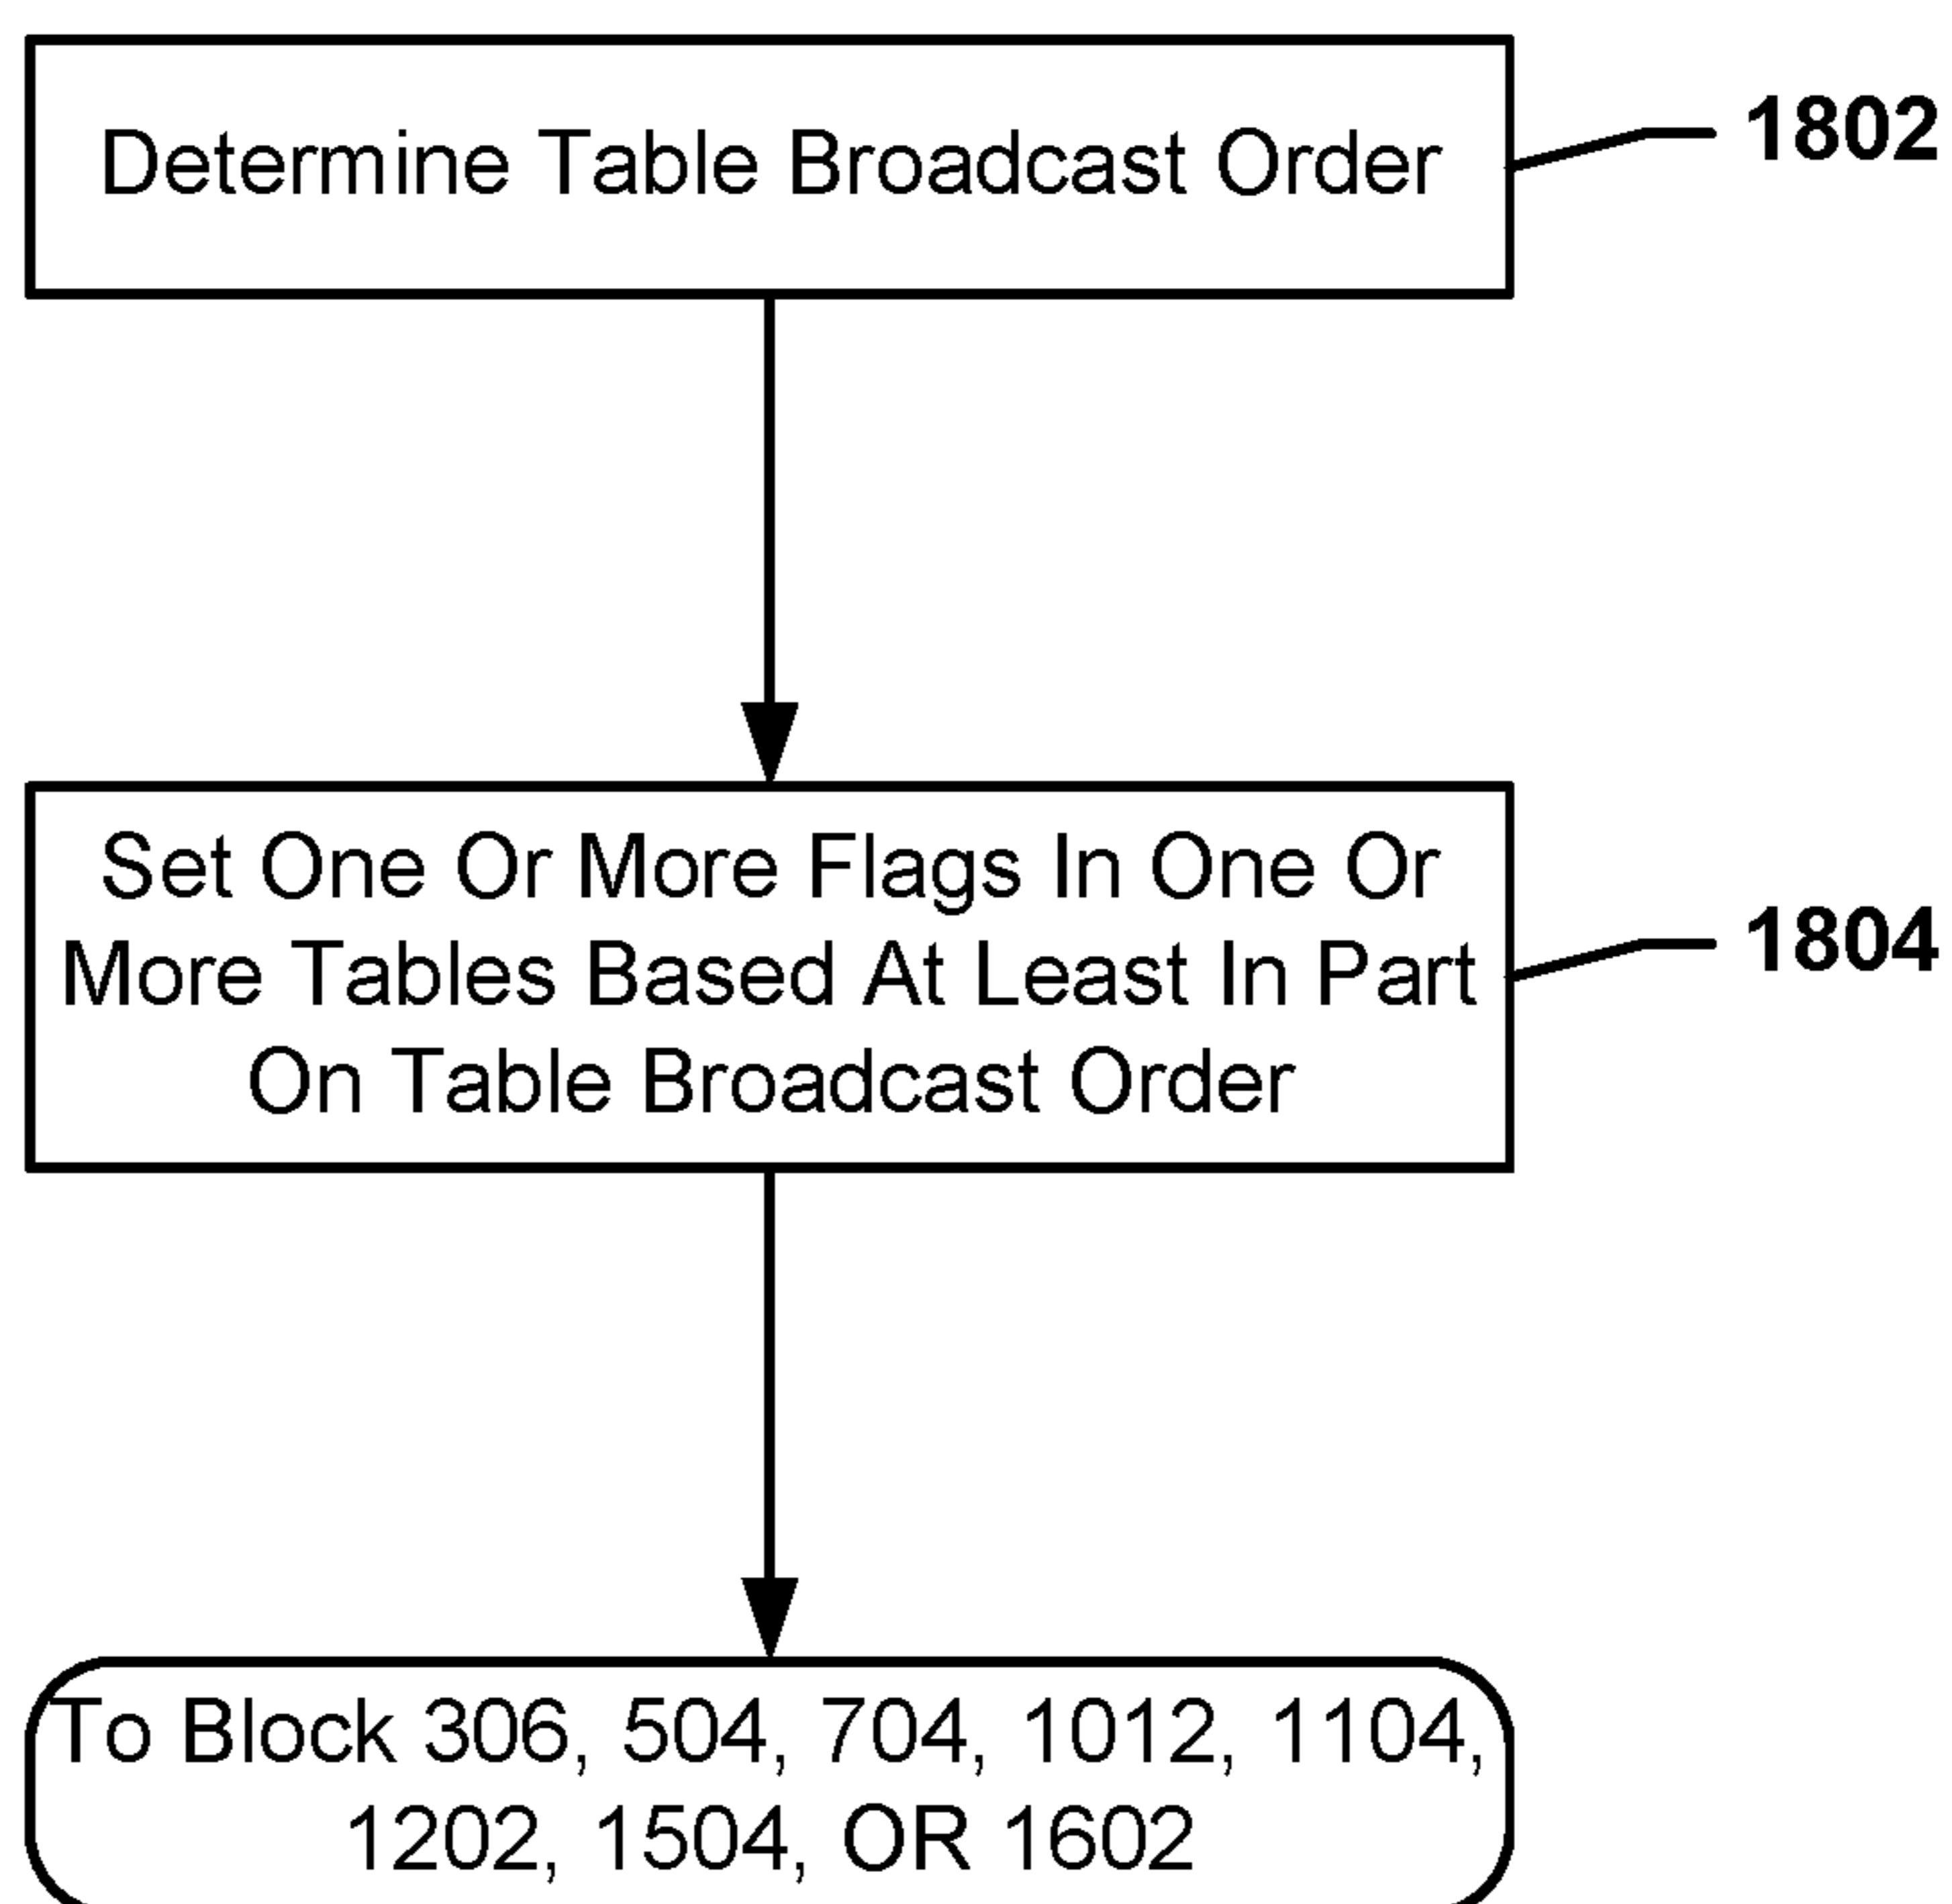 Determine Table Broadcast Order
1802
Set One Or More Flags In One Or
More Tables Based At Least In Part
On Table Broadcast Order
1804
To Block 306, 504, 704, 1012, 1104,
1202, 1504, OR 1602